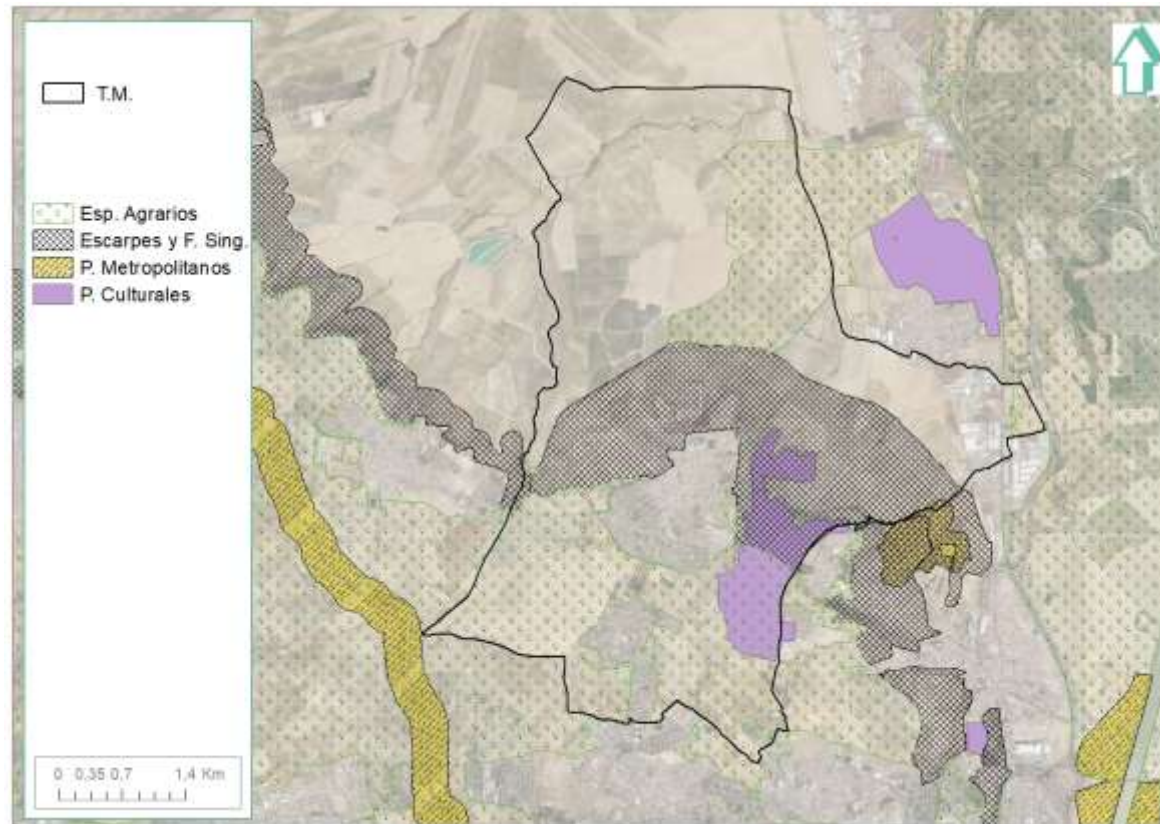 T.M.
Esp. Agrarios
Escarpes y F. Sing.
P. Metropolitanos
P. Culturales
0 0,35 0,7 1,4 Km